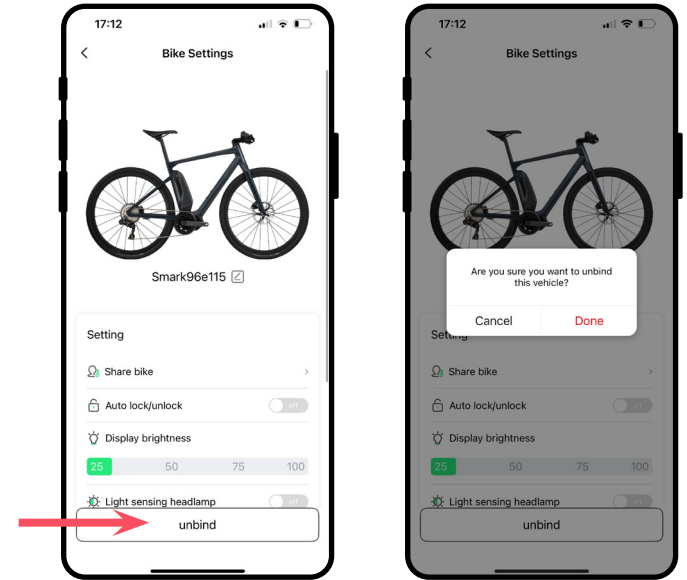 17:12
Bike Settings
Smark96e115
Setting
Share bike
Auto lock/unlock
off
Display brightness
25 50 75 100
Light sensing headlamp
off
unbind
17:12
Bike Settings
Are you sure you want to unbind
this vehicle?
Cancel Done
Setting
Share bike
Auto lock/unlock
off
Display brightness
25 50 75 100
Light sensing headlamp
off
unbind